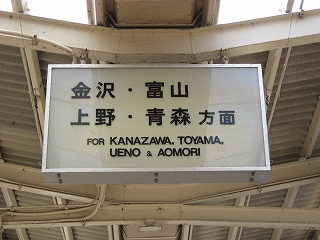 金沢・富山
上野・青森 方面
FOR KANAZAWA, TOYAMA,
UENO & AOMORI